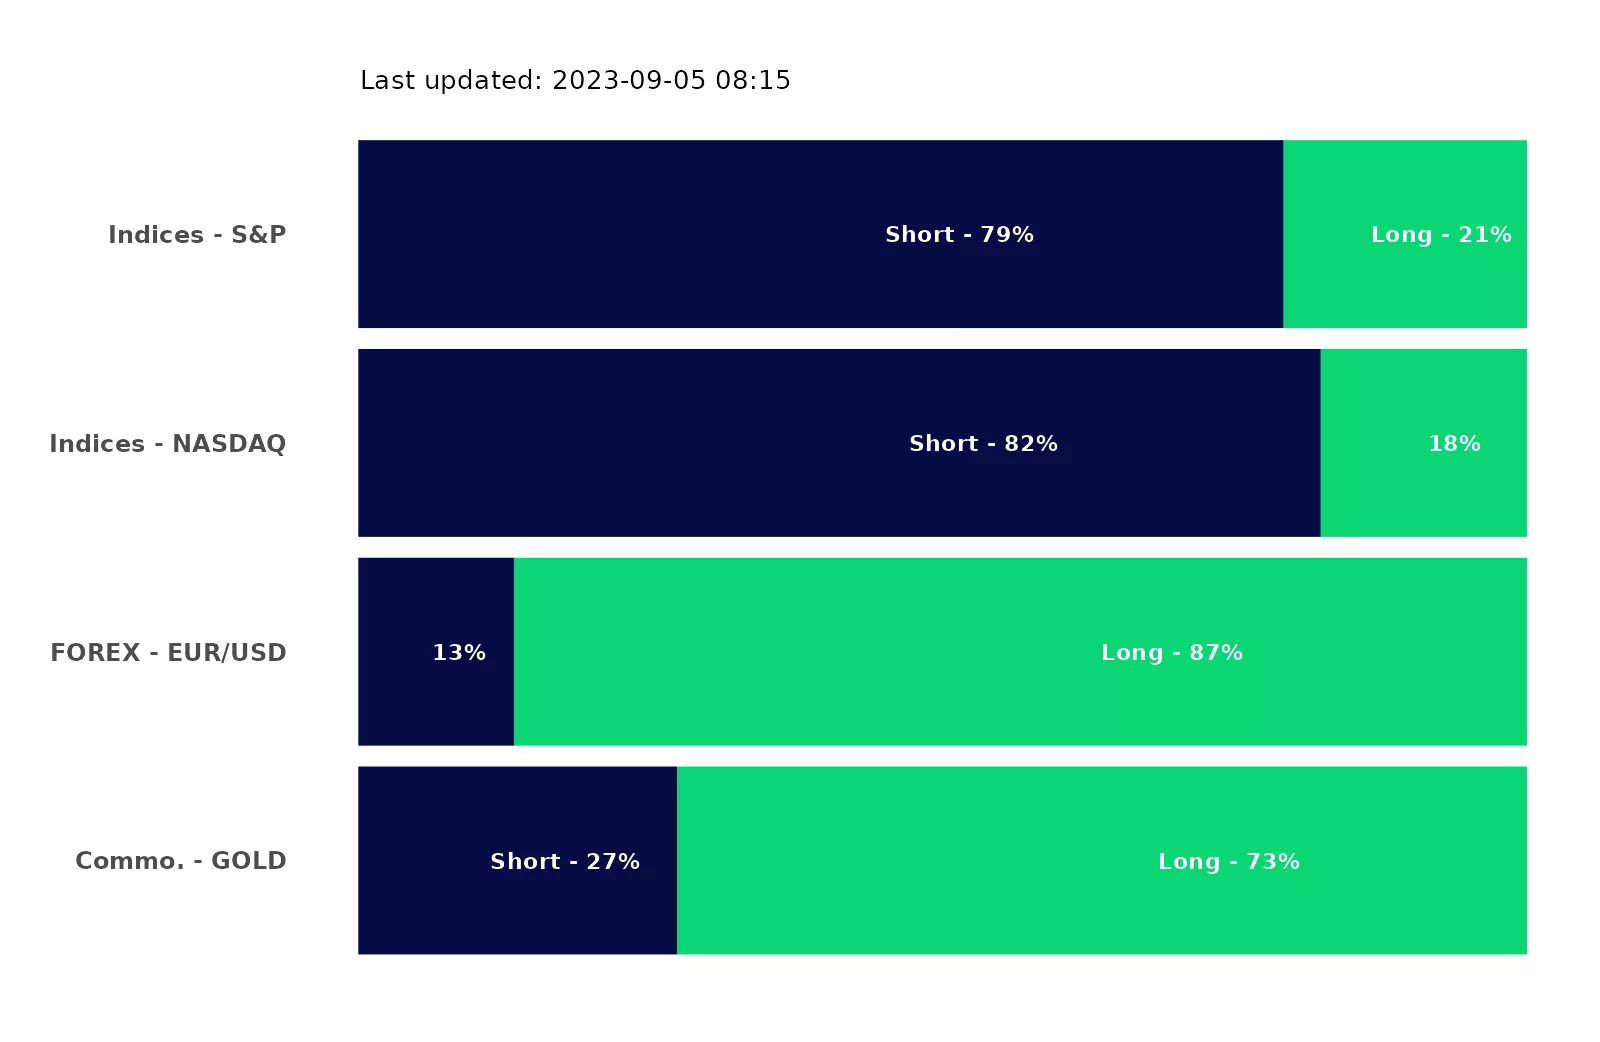 Last updated: 2023-09-05 08:15
Indices - S&P
Short - 79%
Long - 21%
Indices - NASDAQ
Short - 82%
18%
FOREX - EUR/USD
13%
Long - 87%
Commo. - GOLD
Short - 27%
Long - 73%